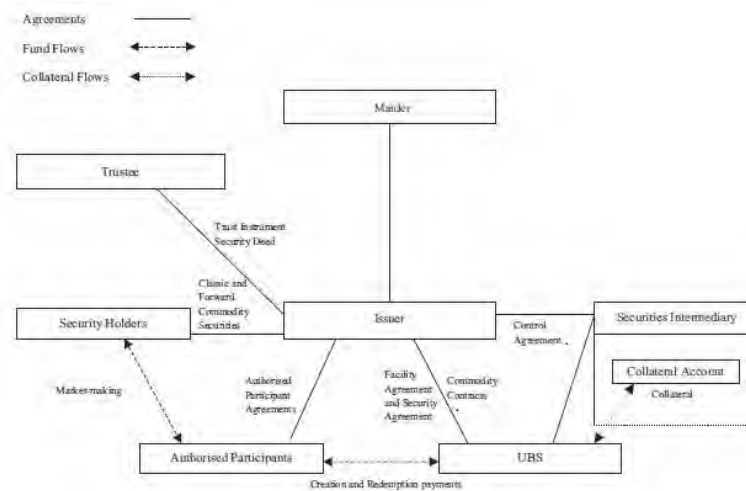 Agreements
Fund Flows
Collateral Flows
Manjer
Trustee
Trust Instrument
Security Deed
Classic and
Forward
Commodity
Securities
Security Holders
Issuer
Securities Intermediary
Control
Agreement
Collateral Account
Collateral
Market-making
Authorised
Participant
Agreements
Facility
Agreement
and Security
Agreement
Commodity
Contracts
Authorised Participants
UBS
Creation and Redemption payments